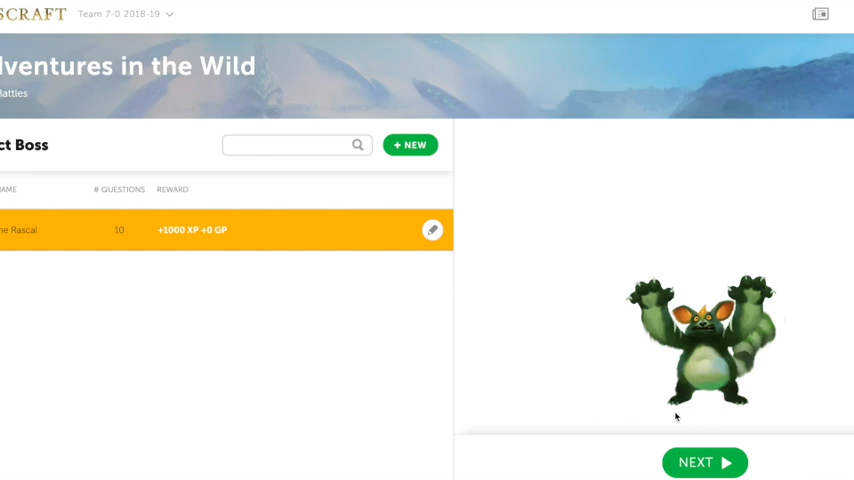 SCRAFT Team 7-0 2018-19
dventures in the Wild
Battles
ct Boss
+ NEW
AME # QUESTIONS REWARD
he Rascal 10 +1000 XP +0 GP
NEXT